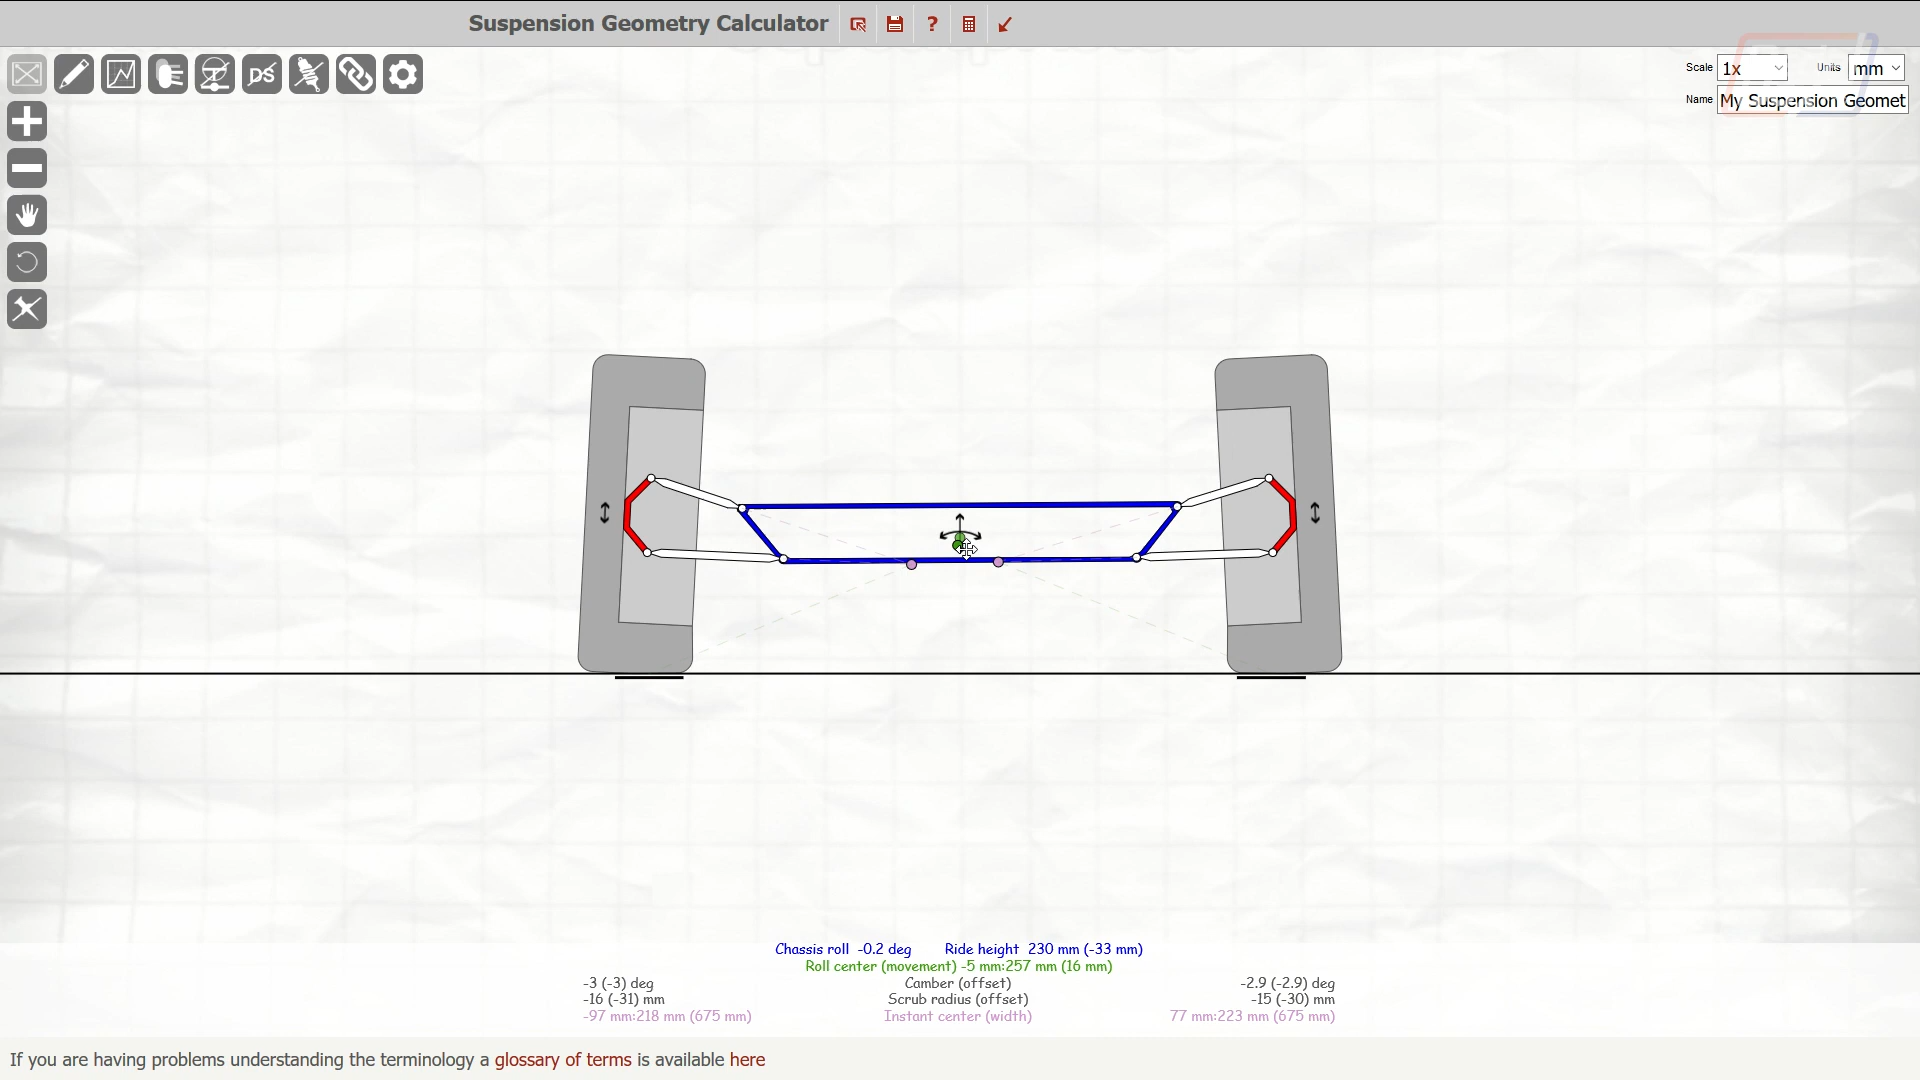 Suspension Geometry Calculator ?
Scale 1x Units mm
Name My Suspension Geomet
DS
Chassis roll -0.2 deg Ride height 230 mm (-33 mm)
Roll center (movement) -5 mm:257 mm (16 mm)
-3 (-3) deg Camber (offset) -2.9 (-2.9) deg
-16 (-31) mm Scrub radius (offset) -15 (-30) mm
-97 mm:218 mm (675 mm) Instant center (width) 77 mm:223 mm (675 mm)
If you are having problems understanding the terminology a glossary of terms is available here